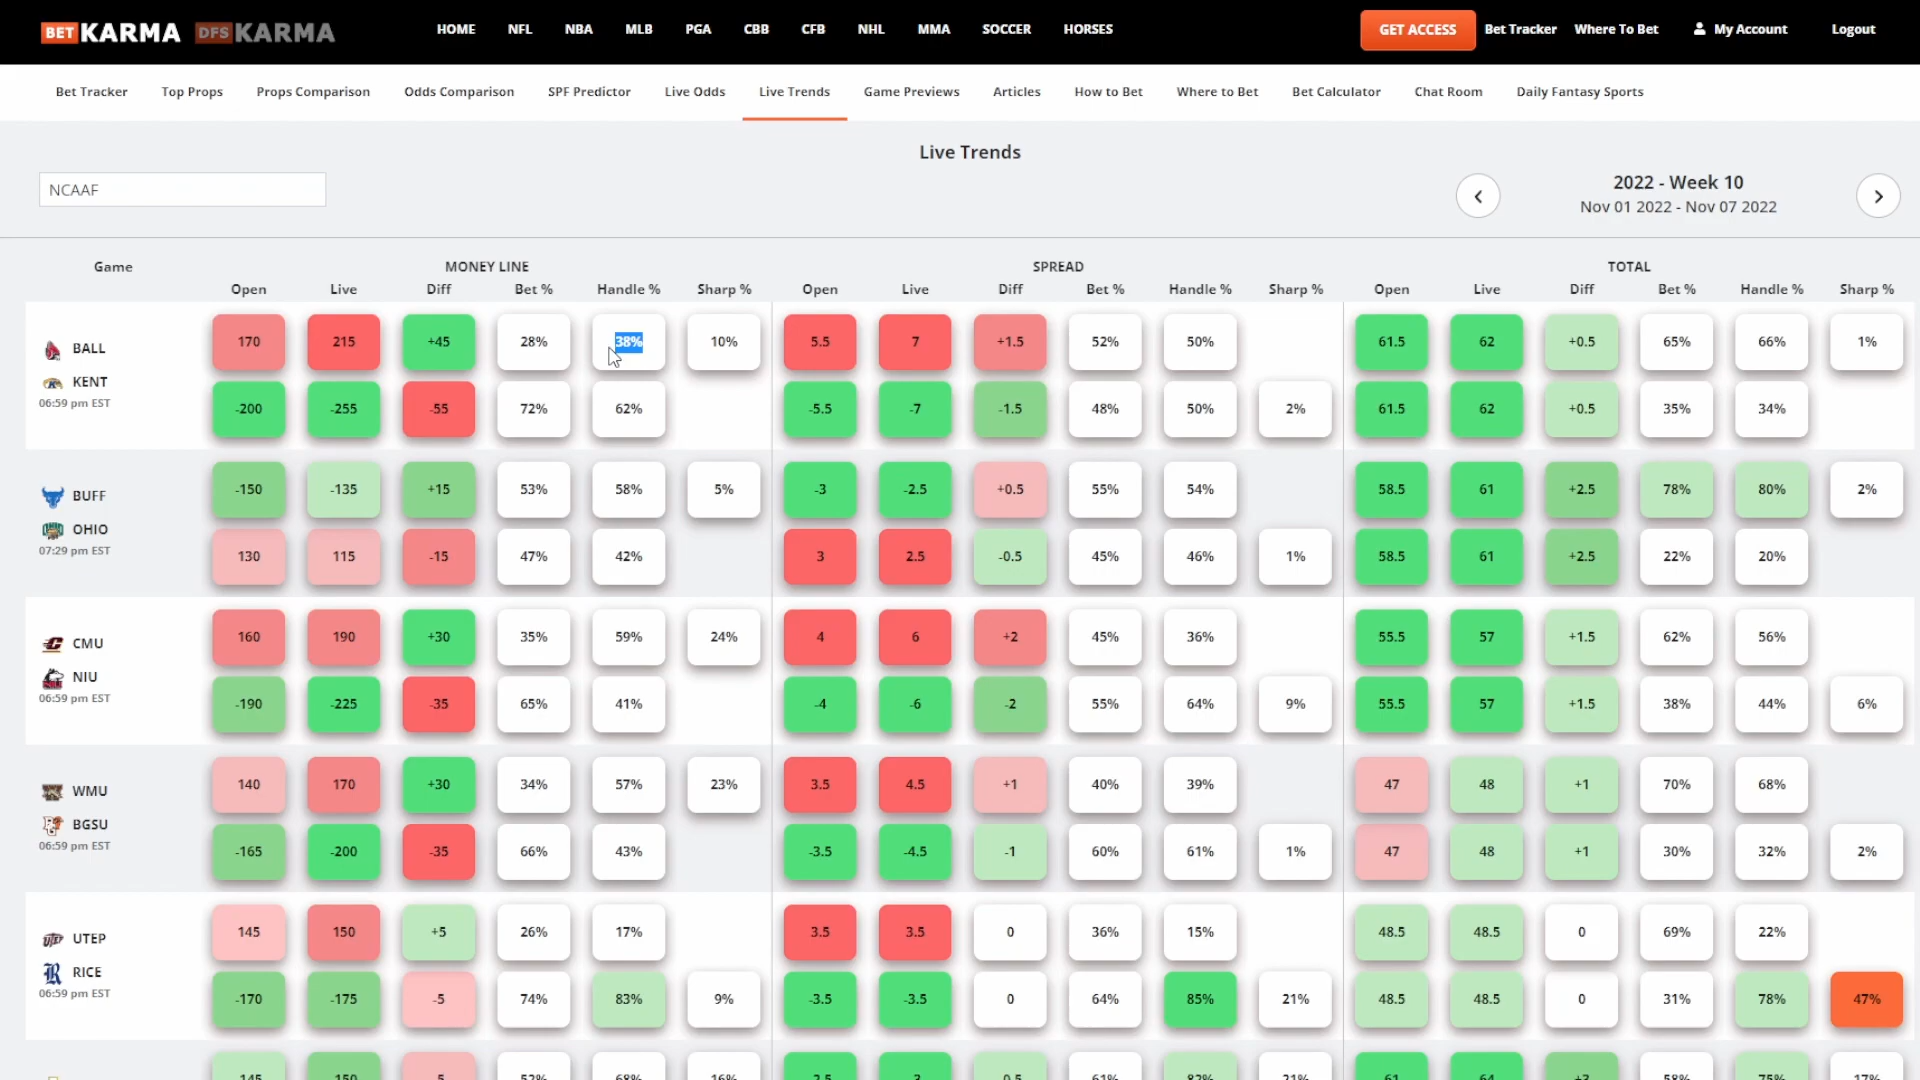 BET KARMA DFS KARMA HOME NFL NBA MLB PGA CBB CFB NHL MMA SOCCER HORSES GET ACCESS Bet Tracker Where To Bet My Account Logout
Bet Tracker Top Props Props Comparison Odds Comparison SPF Predictor Live Odds Live Trends Game Previews Articles How to Bet Where to Bet Bet Calculator Chat Room Daily Fantasy Sports
Live Trends
NCAAF
2022 - Week 10
Nov 01 2022 - Nov 07 2022
Game MONEY LINE SPREAD TOTAL
Open Live Diff Bet % Handle % Sharp % Open Live Diff Bet % Handle % Sharp % Open Live Diff Bet % Handle % Sharp %
BALL 170 215 +45 28% 38% 10% 5.5 7 +1.5 52% 50% 61.5 62 +0.5 65% 66% 1%
KENT -200 -255 -55 72% 62% -5.5 -7 -1.5 48% 50% 2% 61.5 62 +0.5 35% 34%
06:59 pm EST
BUFF -150 -135 +15 53% 58% 5% -3 -2.5 +0.5 55% 54% 58.5 61 +2.5 78% 80% 2%
OHIO 130 115 -15 47% 42% 3 2.5 -0.5 45% 46% 1% 58.5 61 +2.5 22% 20%
07:29 pm EST
CMU 160 190 +30 35% 59% 24% 4 6 +2 45% 36% 55.5 57 +1.5 62% 56%
NIU -190 -225 -35 65% 41% -4 -6 -2 55% 64% 9% 55.5 57 +1.5 38% 44% 6%
06:59 pm EST
WMU 140 170 +30 34% 57% 23% 3.5 4.5 +1 40% 39% 47 48 +1 70% 68%
BGSU -165 -200 -35 66% 43% -3.5 -4.5 -1 60% 61% 1% 47 48 +1 30% 32% 2%
06:59 pm EST
UTEP 145 150 +5 26% 17% 3.5 3.5 0 36% 15% 48.5 48.5 0 69% 22%
RICE -170 -175 -5 74% 83% 9% -3.5 -3.5 0 64% 85% 21% 48.5 48.5 0 31% 78% 47%
06:59 pm EST